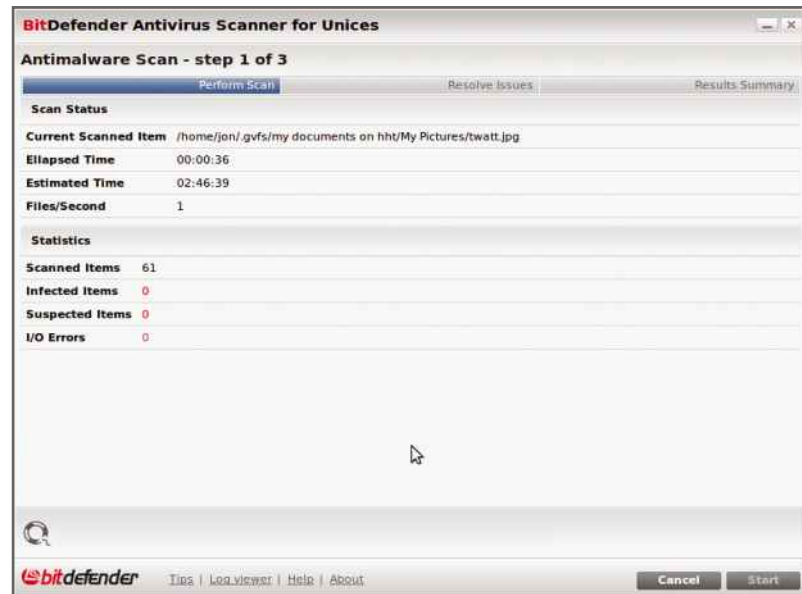 BitDefender Antivirus Scanner for Unices
Antimalware Scan - step 1 of 3
Perform Scan Resolve Issues Results Summary
Scan Status
Current Scanned Item /home/jon/.gvfs/my documents on hht/My Pictures/twatt.jpg
Ellapsed Time 00:00:36
Estimated Time 02:46:39
Files/Second 1
Statistics
Scanned Items 61
Infected Items 0
Suspected Items 0
I/O Errors 0
bitdefender Tips | Log viewer | Help | About Cancel Start